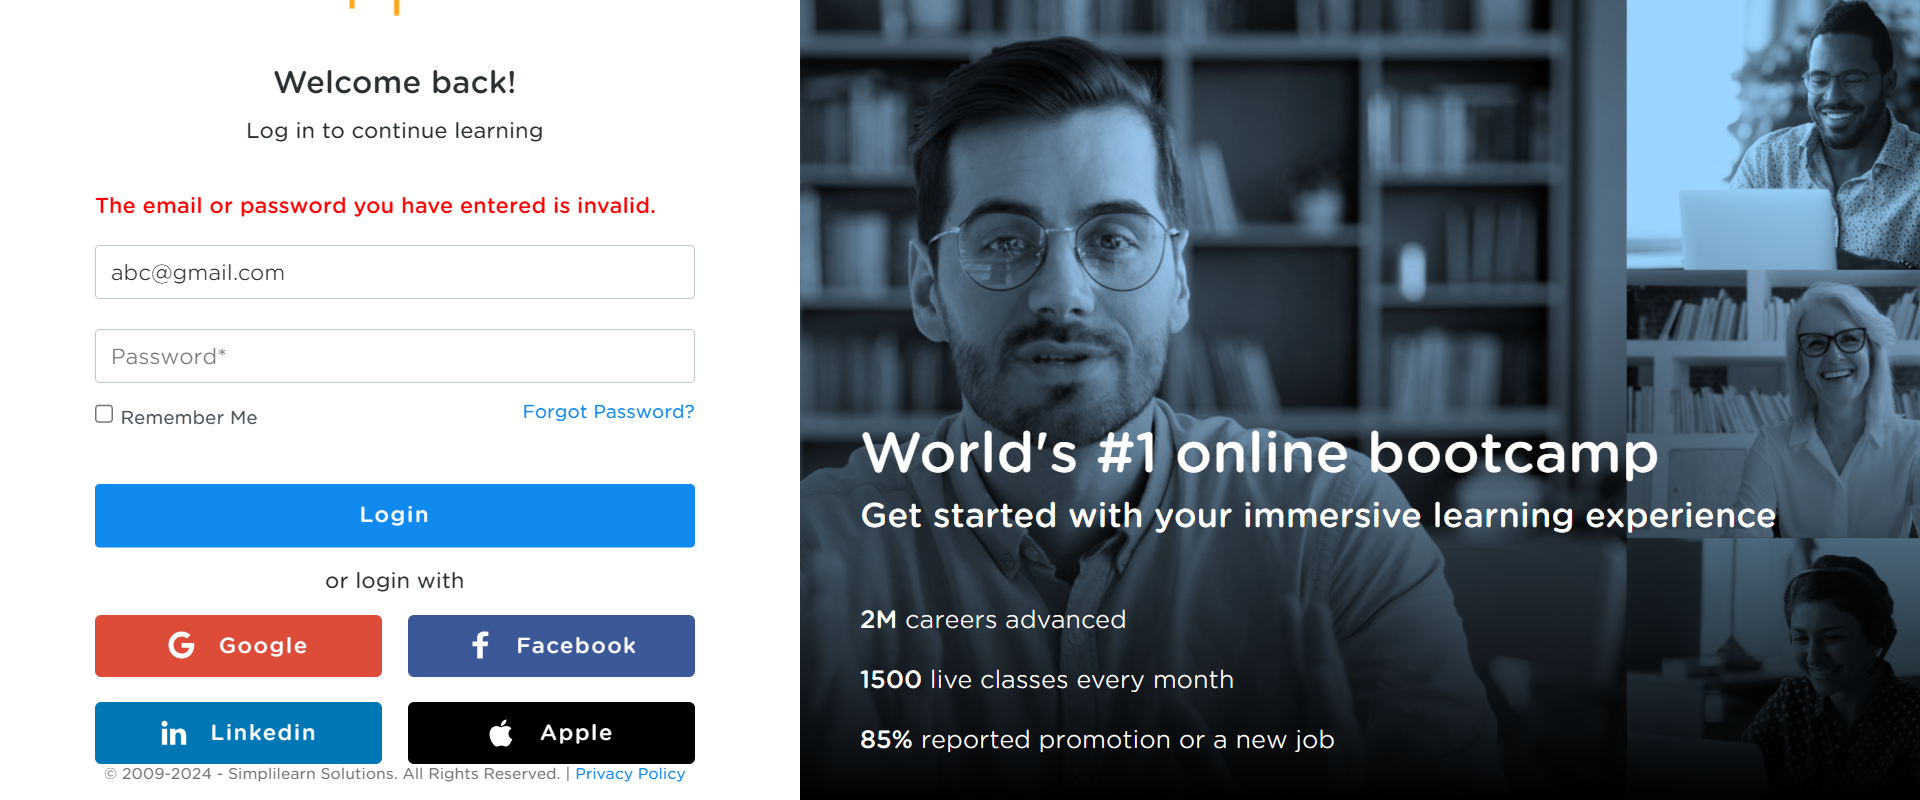 Welcome back!
Log in to continue learning
The email or password you have entered is invalid.
abc@gmail.com
Password*
Remember Me
Forgot Password?
Login
or login with
Google
Facebook
Linkedin
Apple
© 2009-2024 - Simplilearn Solutions. All Rights Reserved. | Privacy Policy
World's #1 online bootcamp
Get started with your immersive learning experience
2M careers advanced
1500 live classes every month
85% reported promotion or a new job